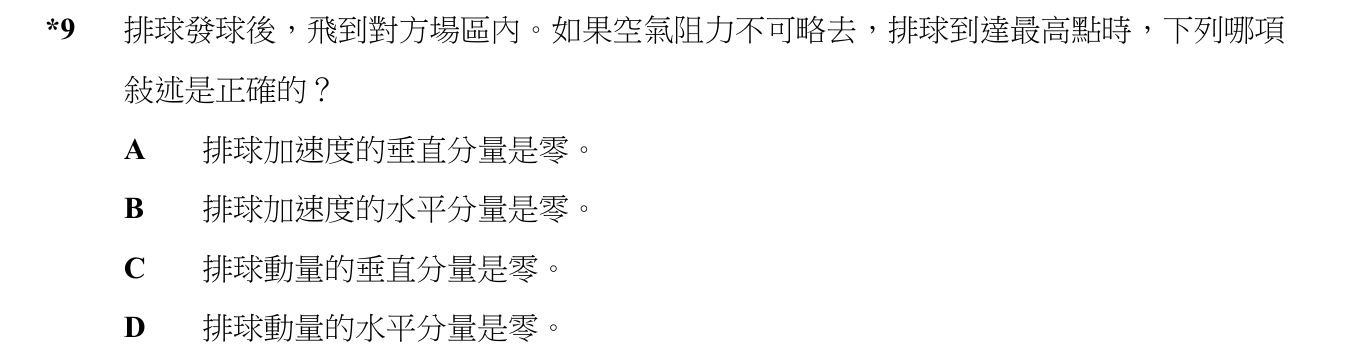 *9 排球發球後，飛到對方場區內。如果空氣阻力不可略去，排球到達最高點時，下列哪項
敍述是正確的？
A 排球加速度的垂直分量是零。
B 排球加速度的水平分量是零。
C 排球動量的垂直分量是零。
D 排球動量的水平分量是零。